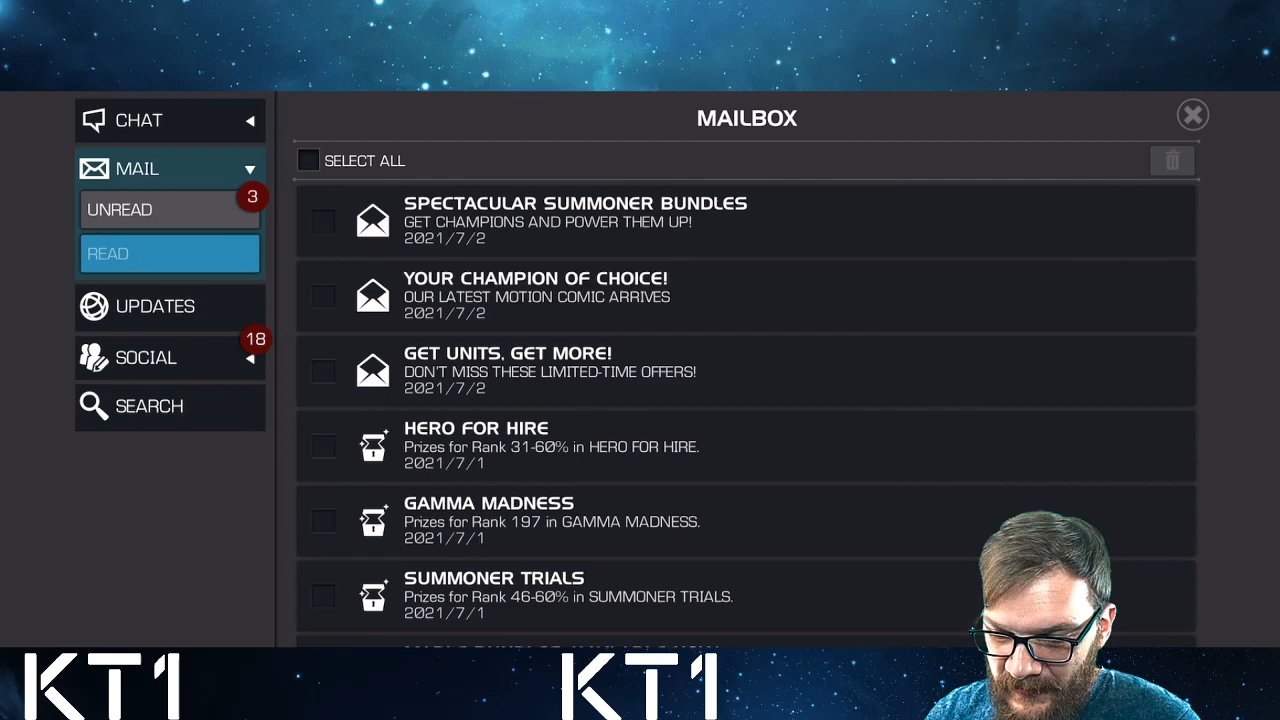 MAILBOX
CHAT
MAIL
UNREAD
3
READ
UPDATES
SOCIAL
18
SEARCH
SELECT ALL
SPECTACULAR SUMMONER BUNDLES
GET CHAMPIONS AND POWER THEM UP!
2021/7/2
YOUR CHAMPION OF CHOICE!
OUR LATEST MOTION COMIC ARRIVES
2021/7/2
GET UNITS, GET MORE!
DON'T MISS THESE LIMITED-TIME OFFERS!
2021/7/2
HERO FOR HIRE
Prizes for Rank 31-60% in HERO FOR HIRE.
2021/7/1
GAMMA MADNESS
Prizes for Rank 197 in GAMMA MADNESS.
2021/7/1
SUMMONER TRIALS
Prizes for Rank 46-60% in SUMMONER TRIALS.
2021/7/1
KT1
KT1